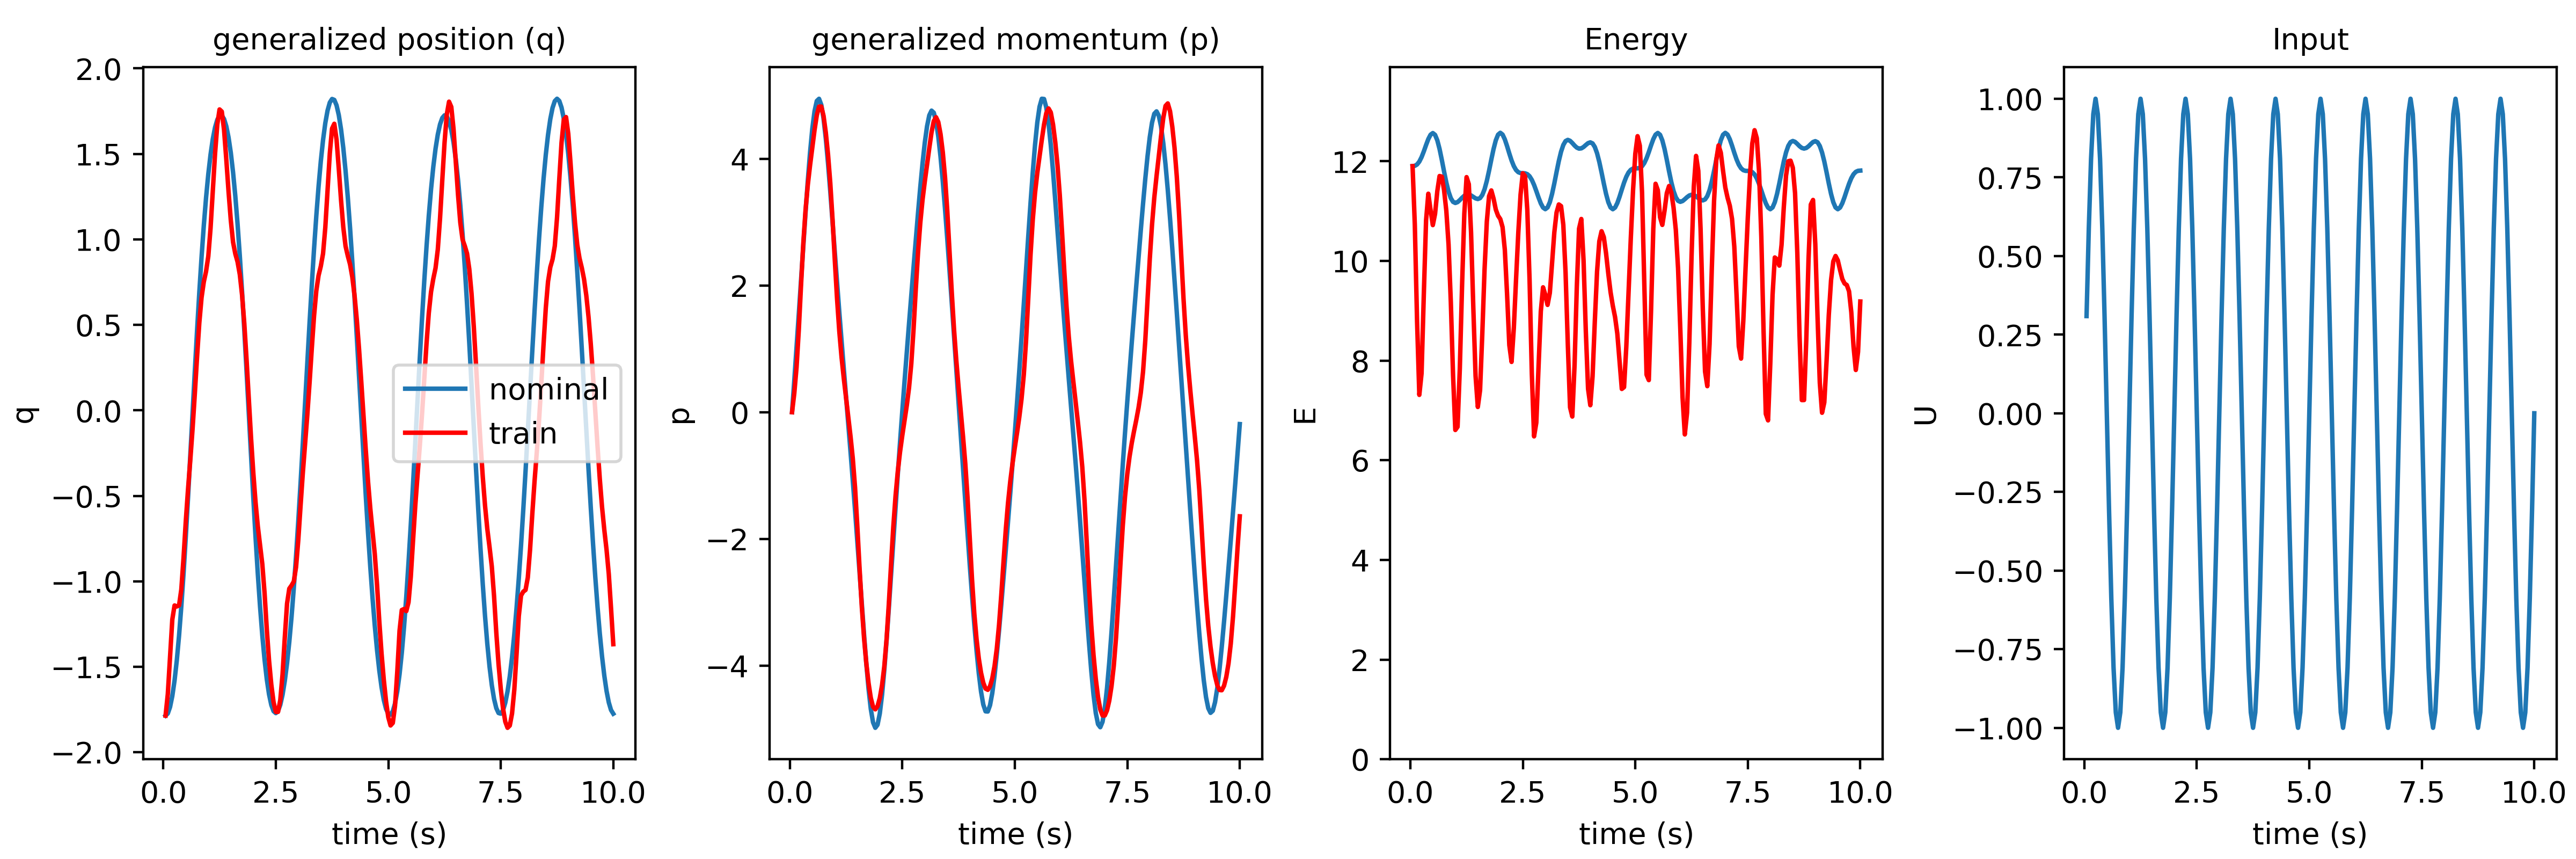 generalized position (q)
2.0
1.5
1.0
0.5
0.0
−0.5
−1.0
−1.5
−2.0
q
nominal
train
0.0 2.5 5.0 7.5 10.0
time (s)
generalized momentum (p)
4
2
0
−2
−4
p
0.0 2.5 5.0 7.5 10.0
time (s)
Energy
12
10
8
6
4
2
0
E
0.0 2.5 5.0 7.5 10.0
time (s)
Input
1.00
0.75
0.50
0.25
0.00
−0.25
−0.50
−0.75
−1.00
U
0.0 2.5 5.0 7.5 10.0
time (s)